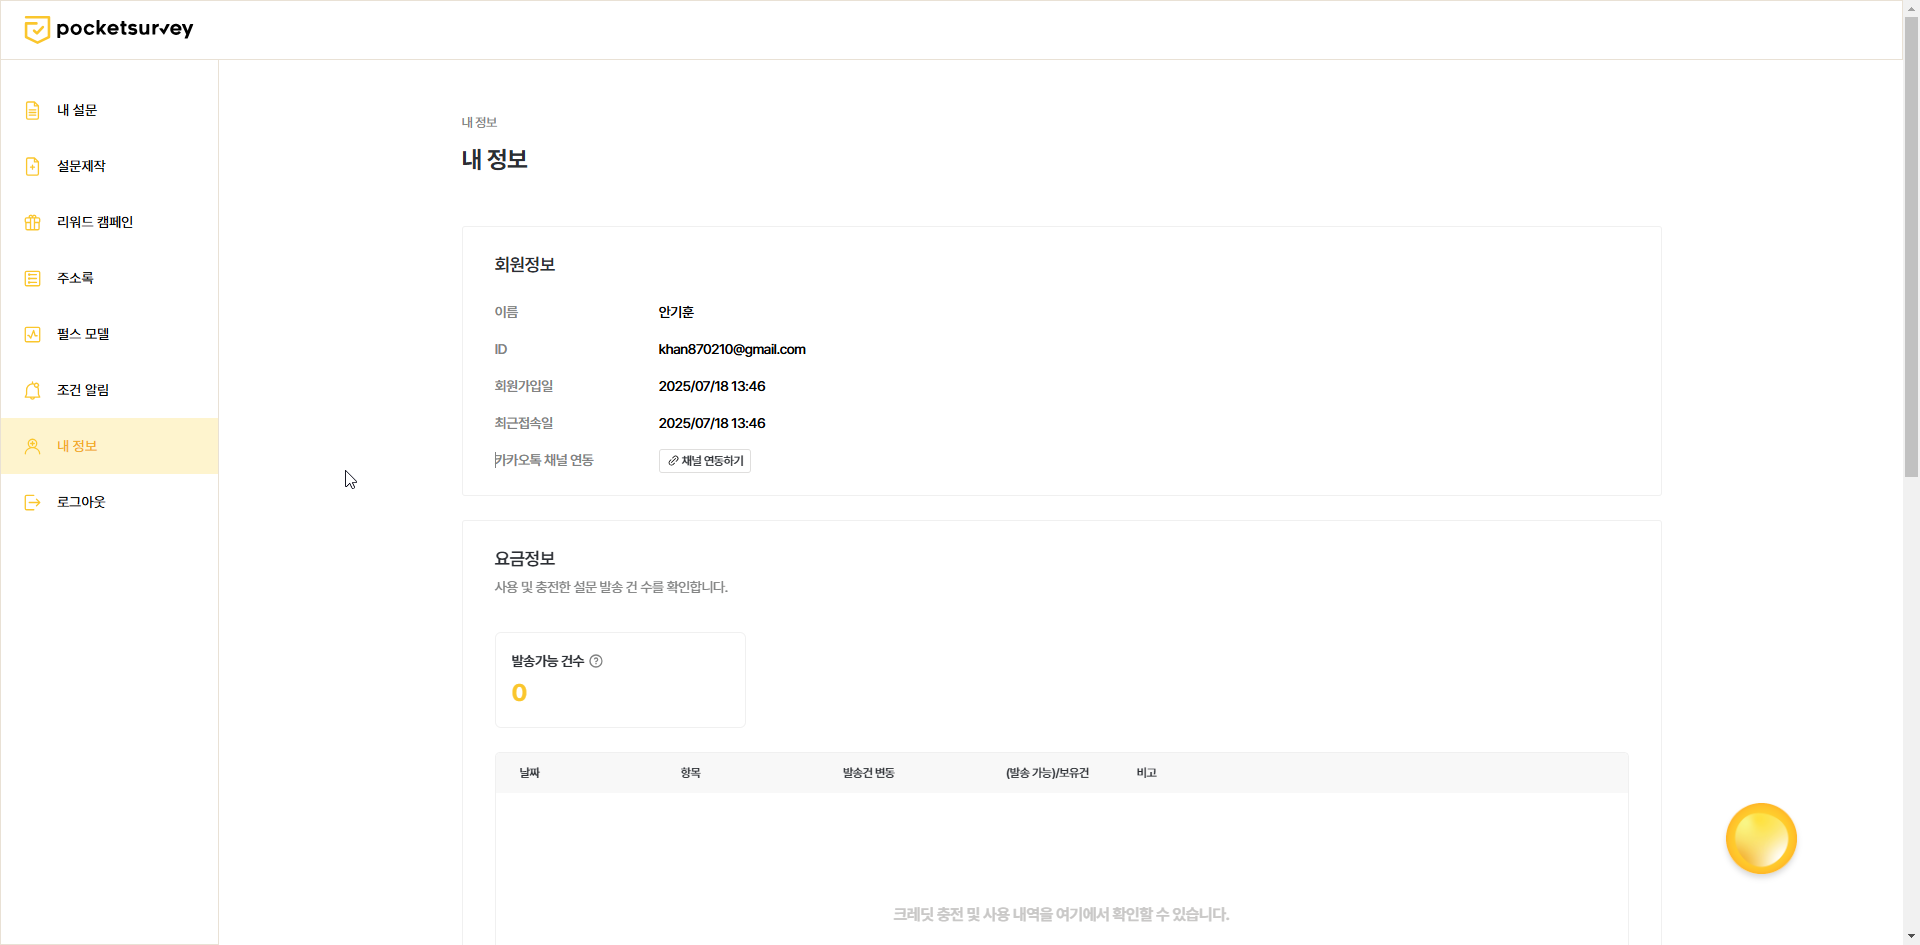 pocketsurvey
내 설문
설문제작
리워드 캠페인
주소록
펄스 모델
조건 알림
내 정보
로그아웃
내 정보
내 정보
회원정보
이름 안기훈
ID khan870210@gmail.com
회원가입일 2025/07/18 13:46
최근접속일 2025/07/18 13:46
카카오톡 채널 연동 채널 연동하기
요금정보
사용 및 충전한 설문 발송 건 수를 확인합니다.
발송가능 건수 ?
0
날짜 항목 발송건 변동 (발송 가능)/보유건 비고
크레딧 충전 및 사용 내역을 여기에서 확인할 수 있습니다.